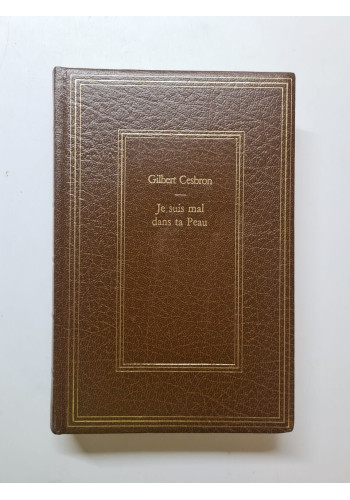 Gilbert Cesbron
Je suis mal
dans ta Peau